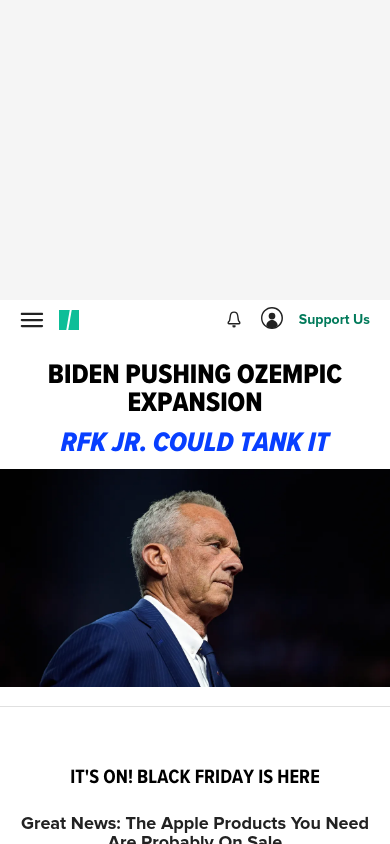 Support Us
BIDEN PUSHING OZEMPIC
EXPANSION
RFK JR. COULD TANK IT
IT'S ON! BLACK FRIDAY IS HERE
Great News: The Apple Products You Need
Are Probably On Sale